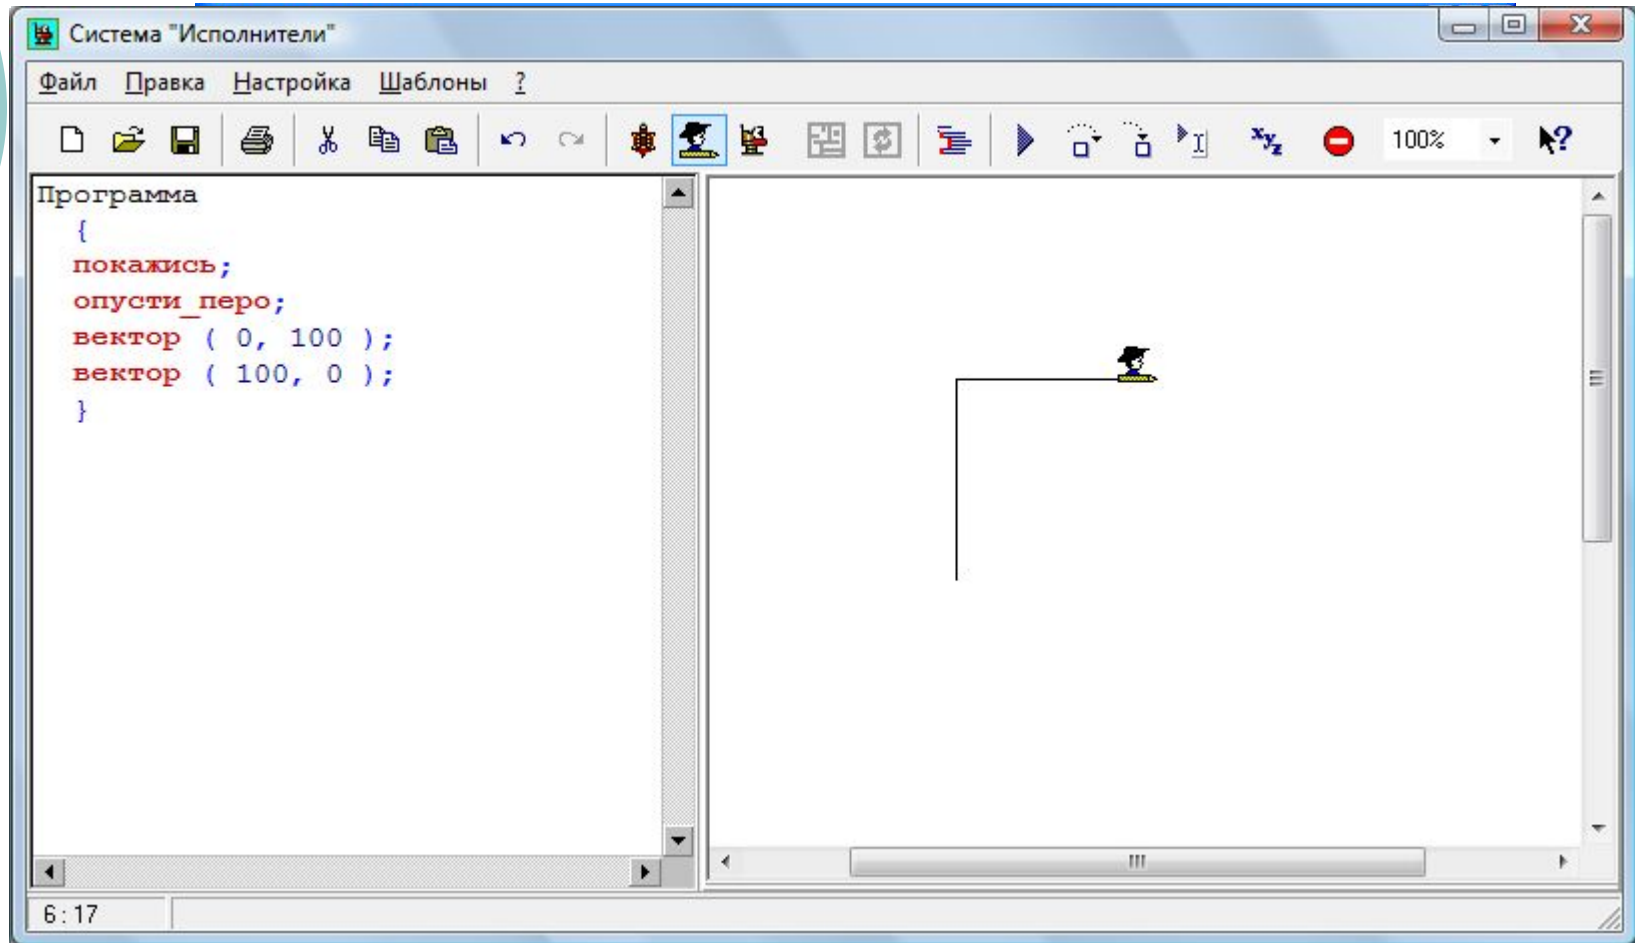 Система "Исполнители"
Файл Правка Настройка Шаблоны ?
100%
Программа
{
покажись;
опусти_перо;
вектор ( 0, 100 );
вектор ( 100, 0 );
}
6:17